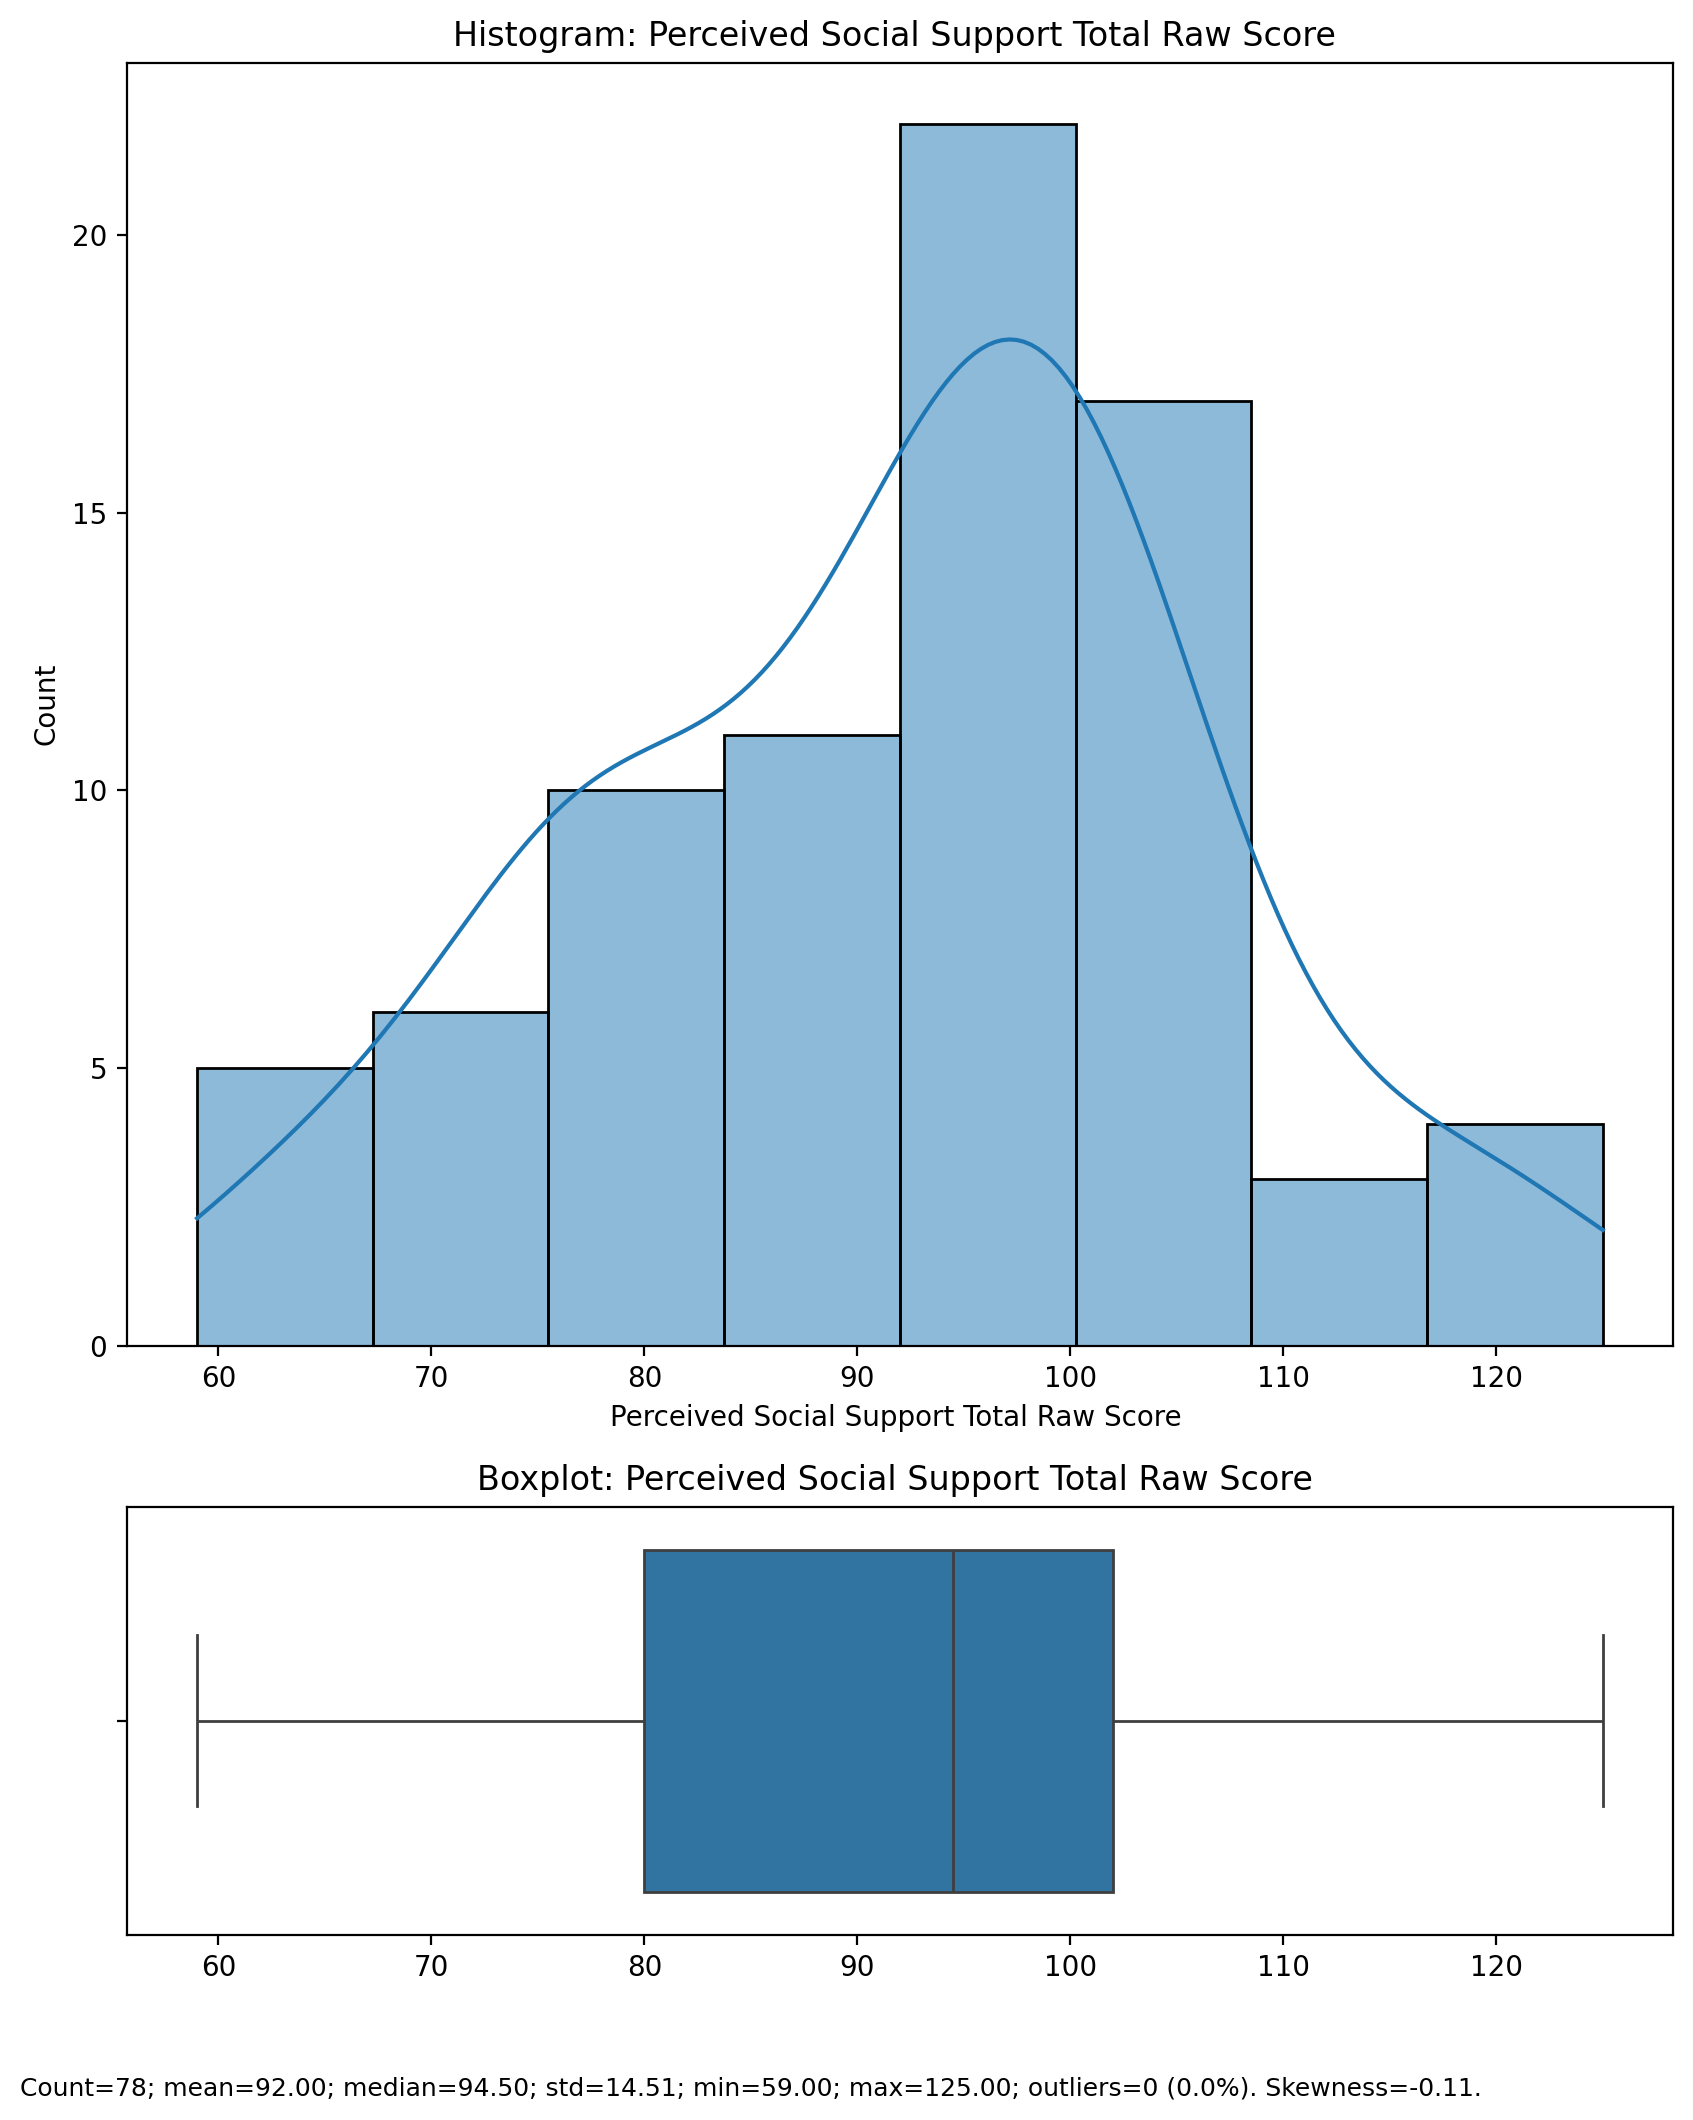 Histogram: Perceived Social Support Total Raw Score
20
15
10
5
0
Count
60 70 80 90 100 110 120
Perceived Social Support Total Raw Score
Boxplot: Perceived Social Support Total Raw Score
60 70 80 90 100 110 120
Count=78; mean=92.00; median=94.50; std=14.51; min=59.00; max=125.00; outliers=0 (0.0%). Skewness=-0.11.